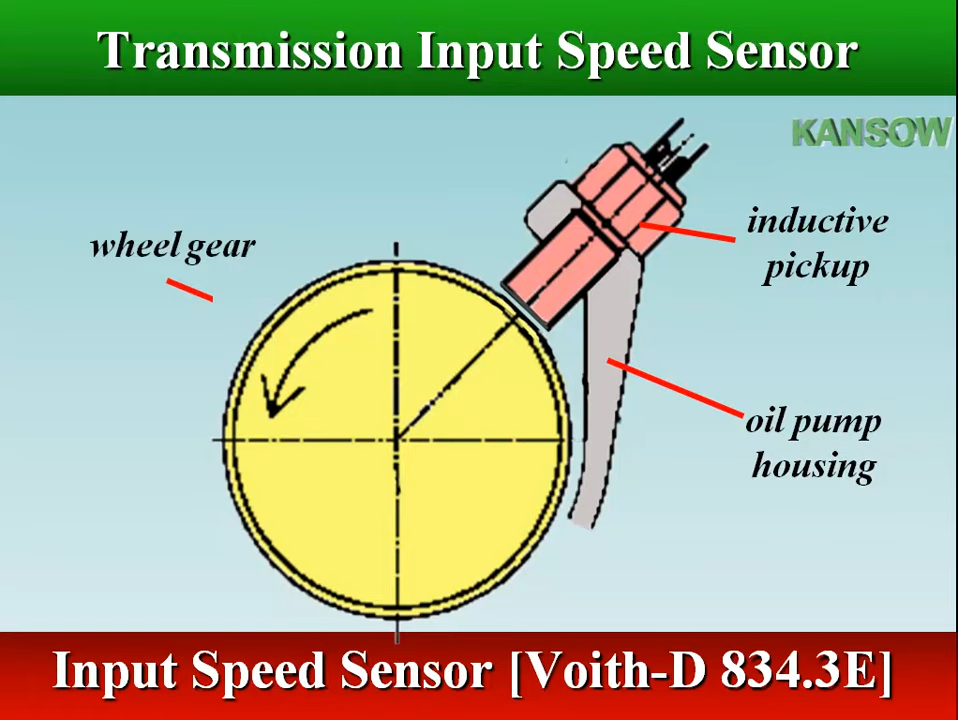 Transmission Input Speed Sensor
KANSOW
inductive
pickup
wheel gear
oil pump
housing
Input Speed Sensor [Voith-D 834.3E]